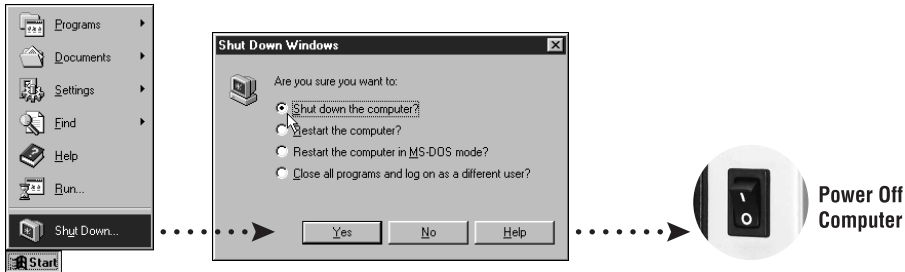 Programs
Documents
Settings
Find
Help
Run...
Shut Down...
Start
Shut Down Windows
Are you sure you want to:
Shut down the computer?
Restart the computer?
Restart the computer in MS-DOS mode?
Close all programs and log on as a different user?
Yes No Help
Power Off
Computer